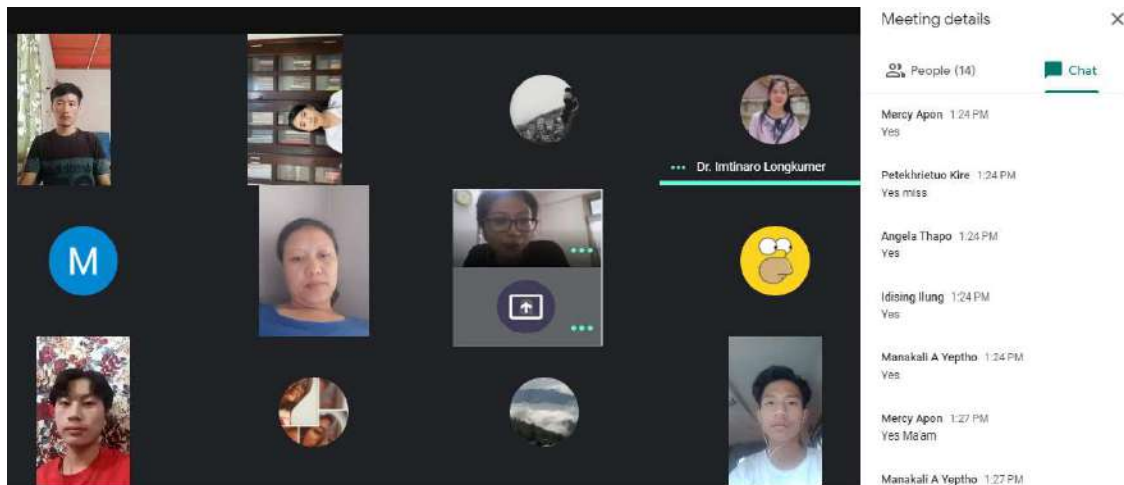 Meeting details
People (14)
Chat
Mercy Apon 1:24 PM
Yes
Petekhrietuo Kire 1:24 PM
Yes miss
Angela Thapo 1:24 PM
Yes
Idising Ilung 1:24 PM
Yes
Manakali A Yeptho 1:24 PM
Yes
Mercy Apon 1:27 PM
Yes Ma'am
Manakali A Yeptho 1:27 PM
Dr. Imtinaro Longkumer
M